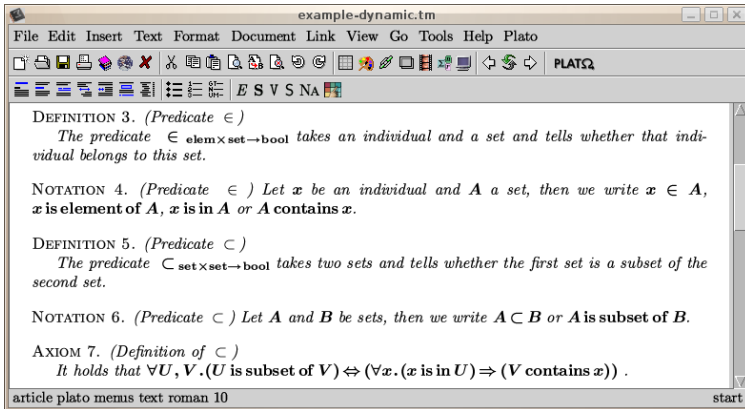 example-dynamic.tm
File Edit Insert Text Format Document Link View Go Tools Help Plato
PLATΩ
E S V S NA
DEFINITION 3. (Predicate ∈ )
The predicate ∈ elem×set→bool takes an individual and a set and tells whether that indi-
vidual belongs to this set.
NOTATION 4. (Predicate ∈ ) Let x be an individual and A a set, then we write x ∈ A,
x is element of A, x is in A or A contains x.
DEFINITION 5. (Predicate ⊂ )
The predicate ⊂ set×set→bool takes two sets and tells whether the first set is a subset of the
second set.
NOTATION 6. (Predicate ⊂ ) Let A and B be sets, then we write A ⊂ B or A is subset of B.
AXIOM 7. (Definition of ⊂ )
It holds that ∀U, V.(U is subset of V) ⇔ (∀x.(x is in U) ⇒ (V contains x)) .
article plato menus text roman 10 start